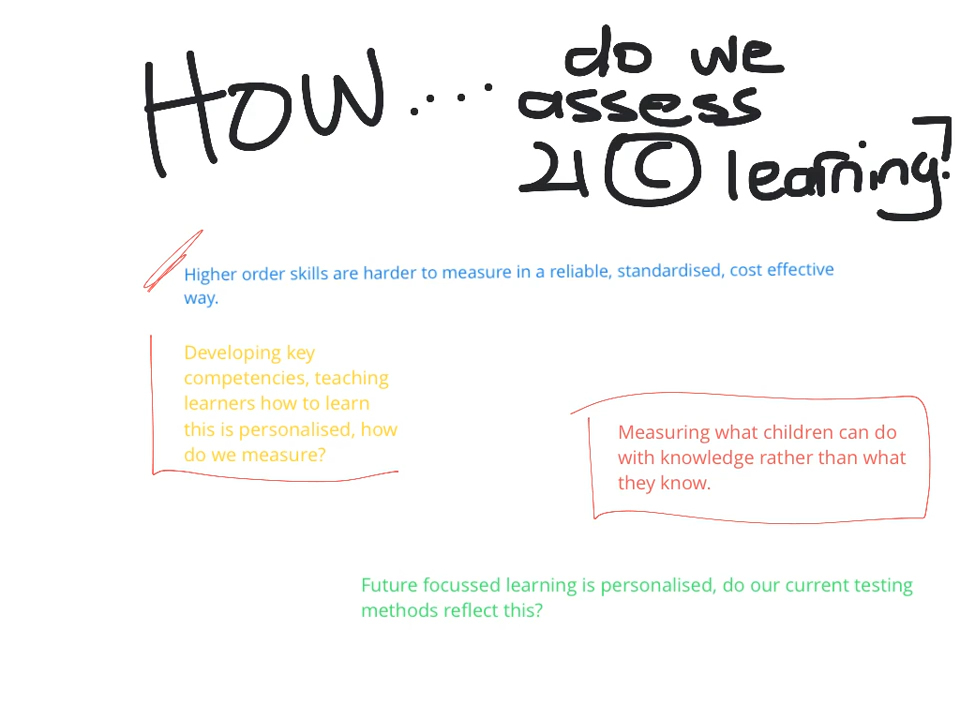 How.... do we
assess
21 C learning?
Higher order skills are harder to measure in a reliable, standardised, cost effective
way.
Developing key
competencies, teaching
learners how to learn
this is personalised, how
do we measure?
Measuring what children can do
with knowledge rather than what
they know.
Future focussed learning is personalised, do our current testing
methods reflect this?